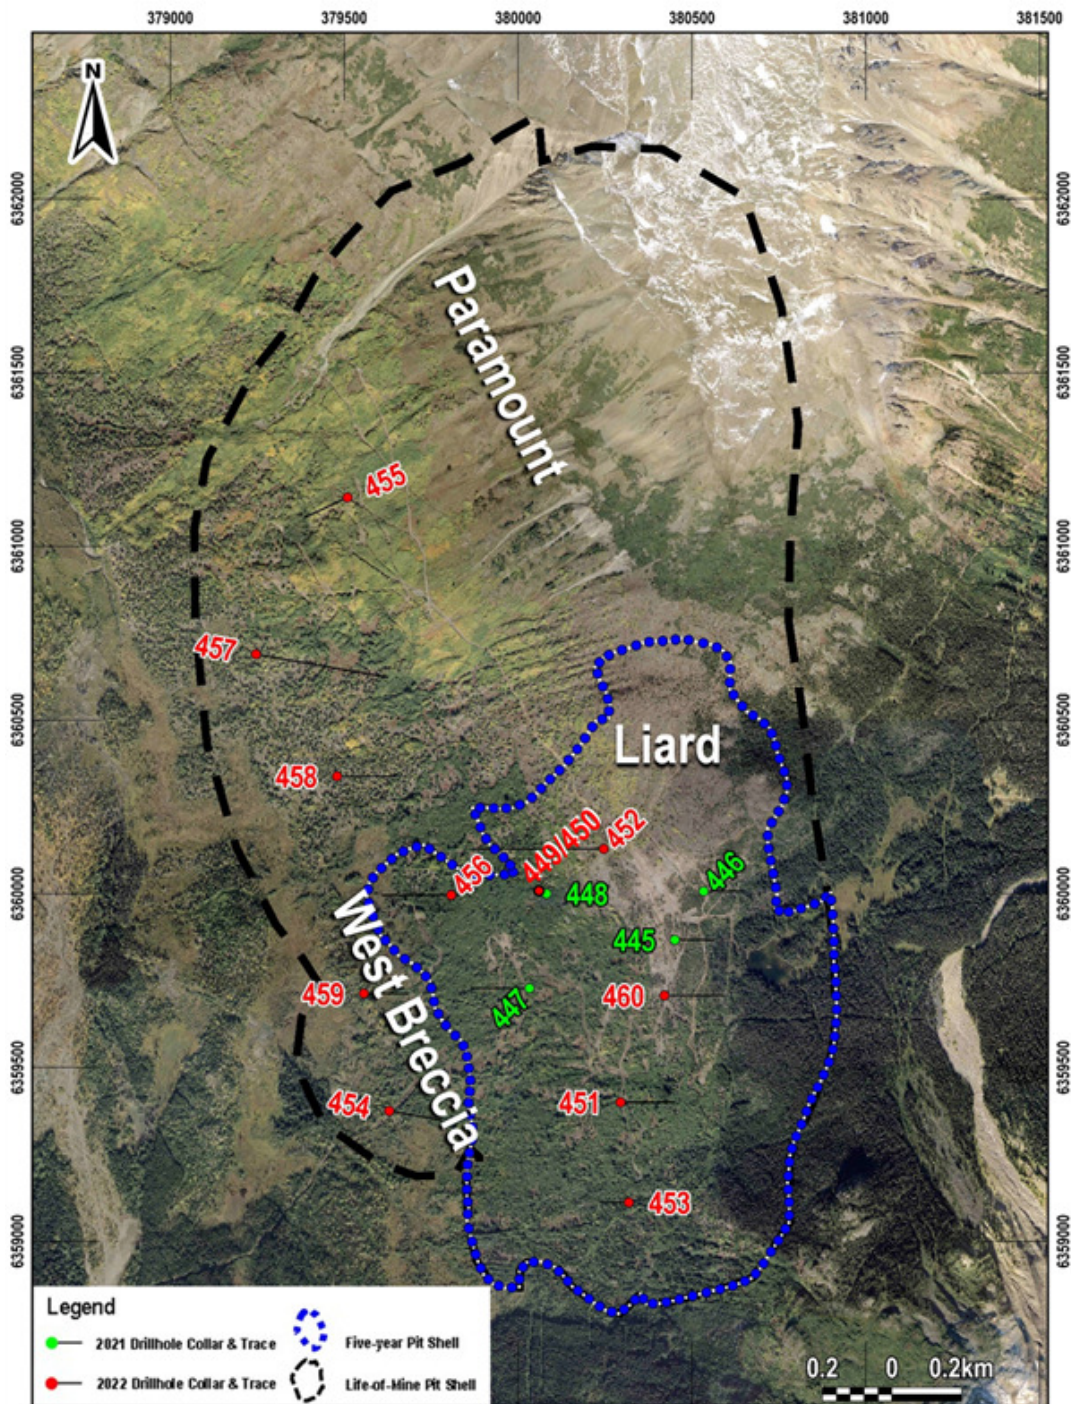 379000 379500 380000 380500 381000 381500
N
6362000 6362000
Paramount
6361500 6361500
455
6361000 6361000
457
6360500 6360500
Liard
458
449/450
452
456
446
448
6360000 6360000
West Breccia
445
459
447
460
6359500 6359500
454
451
453
6359000 6359000
Legend
2021 Drillhole Collar & Trace
Five-year Pit Shell
2022 Drillhole Collar & Trace
Life-of-Mine Pit Shell
0.2 0 0.2km